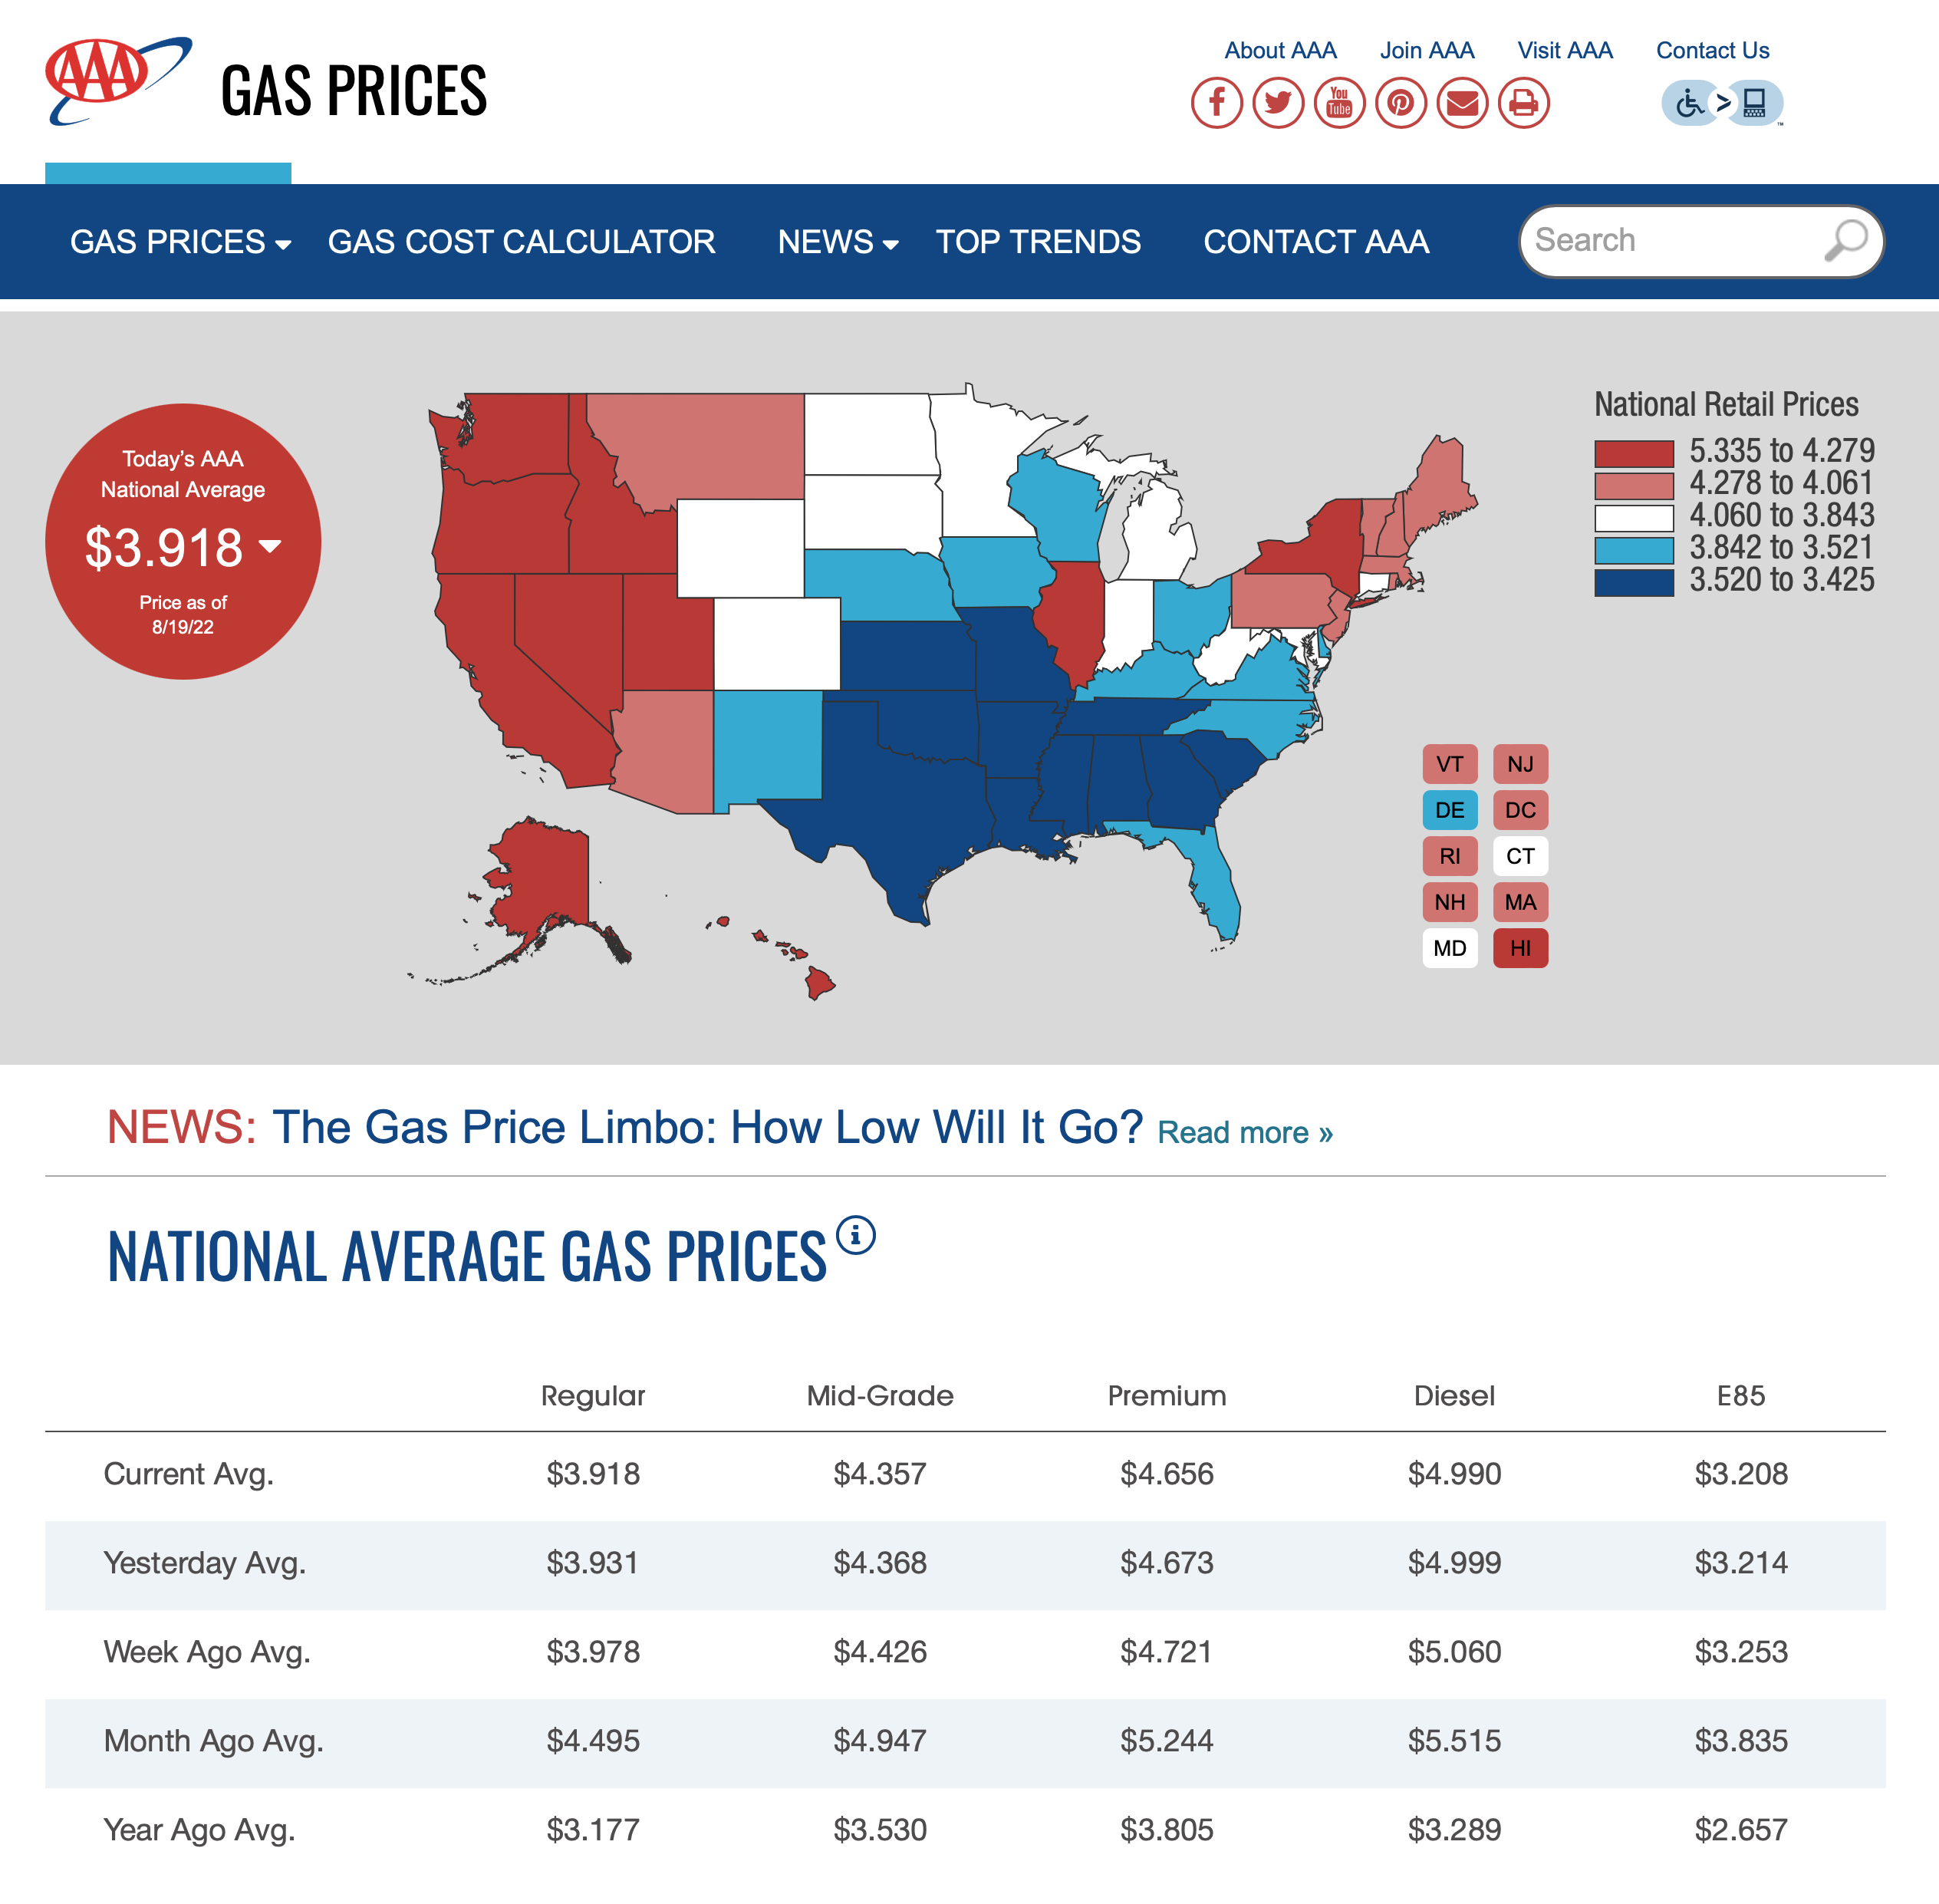 AAA
GAS PRICES
About AAA Join AAA Visit AAA Contact Us
You
Tube
™
GAS PRICES GAS COST CALCULATOR NEWS TOP TRENDS CONTACT AAA Search
Today's AAA
National Average
$3.918
Price as of
8/19/22
National Retail Prices
5.335 to 4.279
4.278 to 4.061
4.060 to 3.843
3.842 to 3.521
3.520 to 3.425
VT NJ
DE DC
RI CT
NH MA
MD HI
NEWS: The Gas Price Limbo: How Low Will It Go? Read more »
NATIONAL AVERAGE GAS PRICES i
Regular Mid-Grade Premium Diesel E85
Current Avg. $3.918 $4.357 $4.656 $4.990 $3.208
Yesterday Avg. $3.931 $4.368 $4.673 $4.999 $3.214
Week Ago Avg. $3.978 $4.426 $4.721 $5.060 $3.253
Month Ago Avg. $4.495 $4.947 $5.244 $5.515 $3.835
Year Ago Avg. $3.177 $3.530 $3.805 $3.289 $2.657